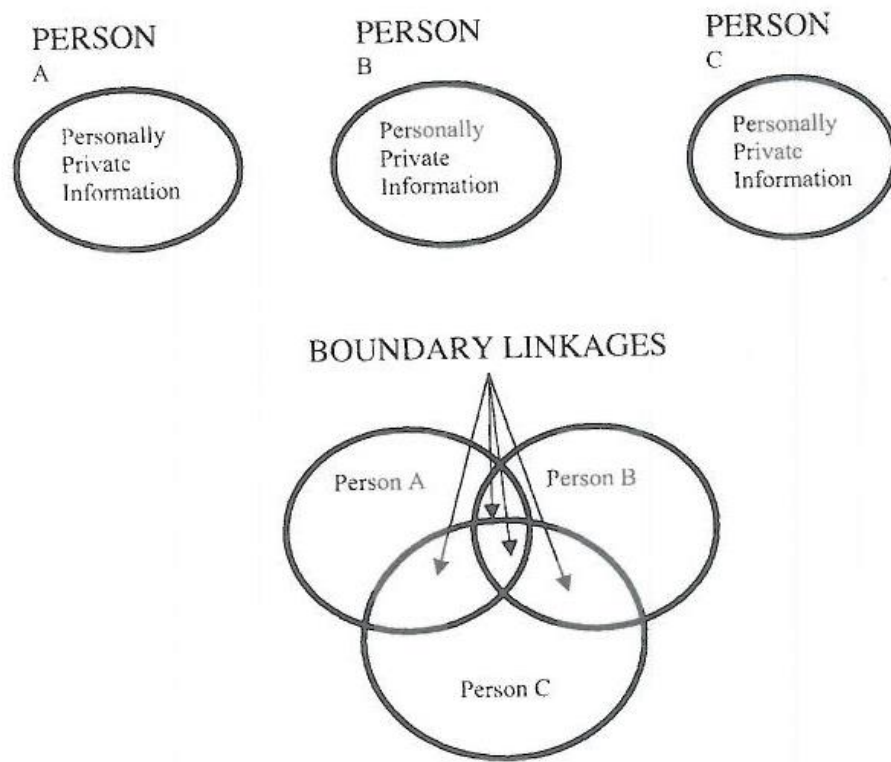 PERSON
A
Personally
Private
Information
PERSON
B
Personally
Private
Information
PERSON
C
Personally
Private
Information
BOUNDARY LINKAGES
Person A
Person B
Person C